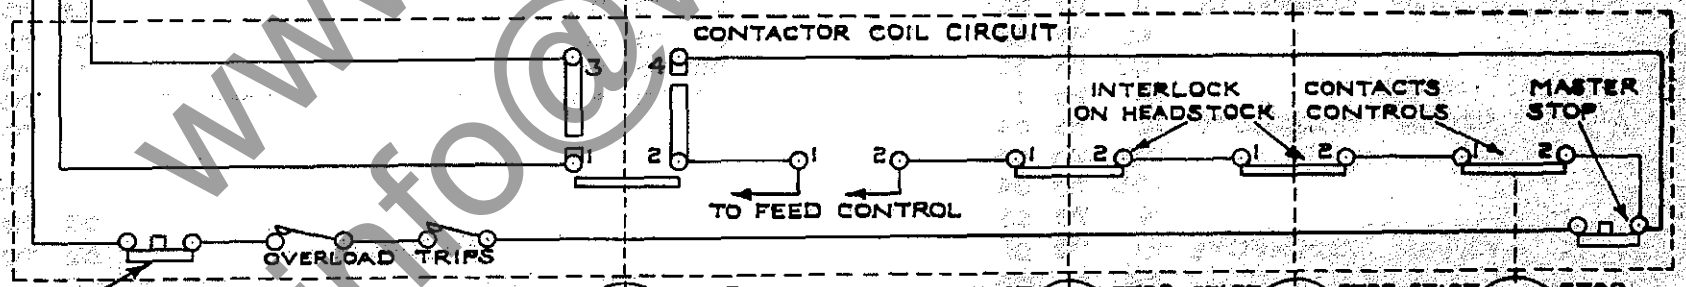 CONTACTOR COIL CIRCUIT
3 4
INTERLOCK
ON HEADSTOCK
CONTACTS
CONTROLS
MASTER
STOP
1 2 1 2 1 2 1 2 1 2
TO FEED CONTROL
OVERLOAD TRIPS
info@